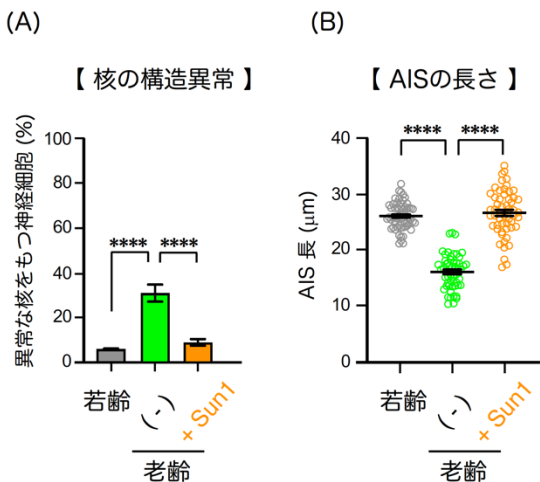 (A)
【 核の構造異常 】
異常な核をもつ神経細胞 (%)
100
80
60
40
20
0
**** ****
若齢
(-)
+ Sun1
老齢
(B)
【 AISの長さ 】
AIS 長 (μm)
40
30
20
10
0
**** ****
若齢
(-)
+ Sun1
老齢